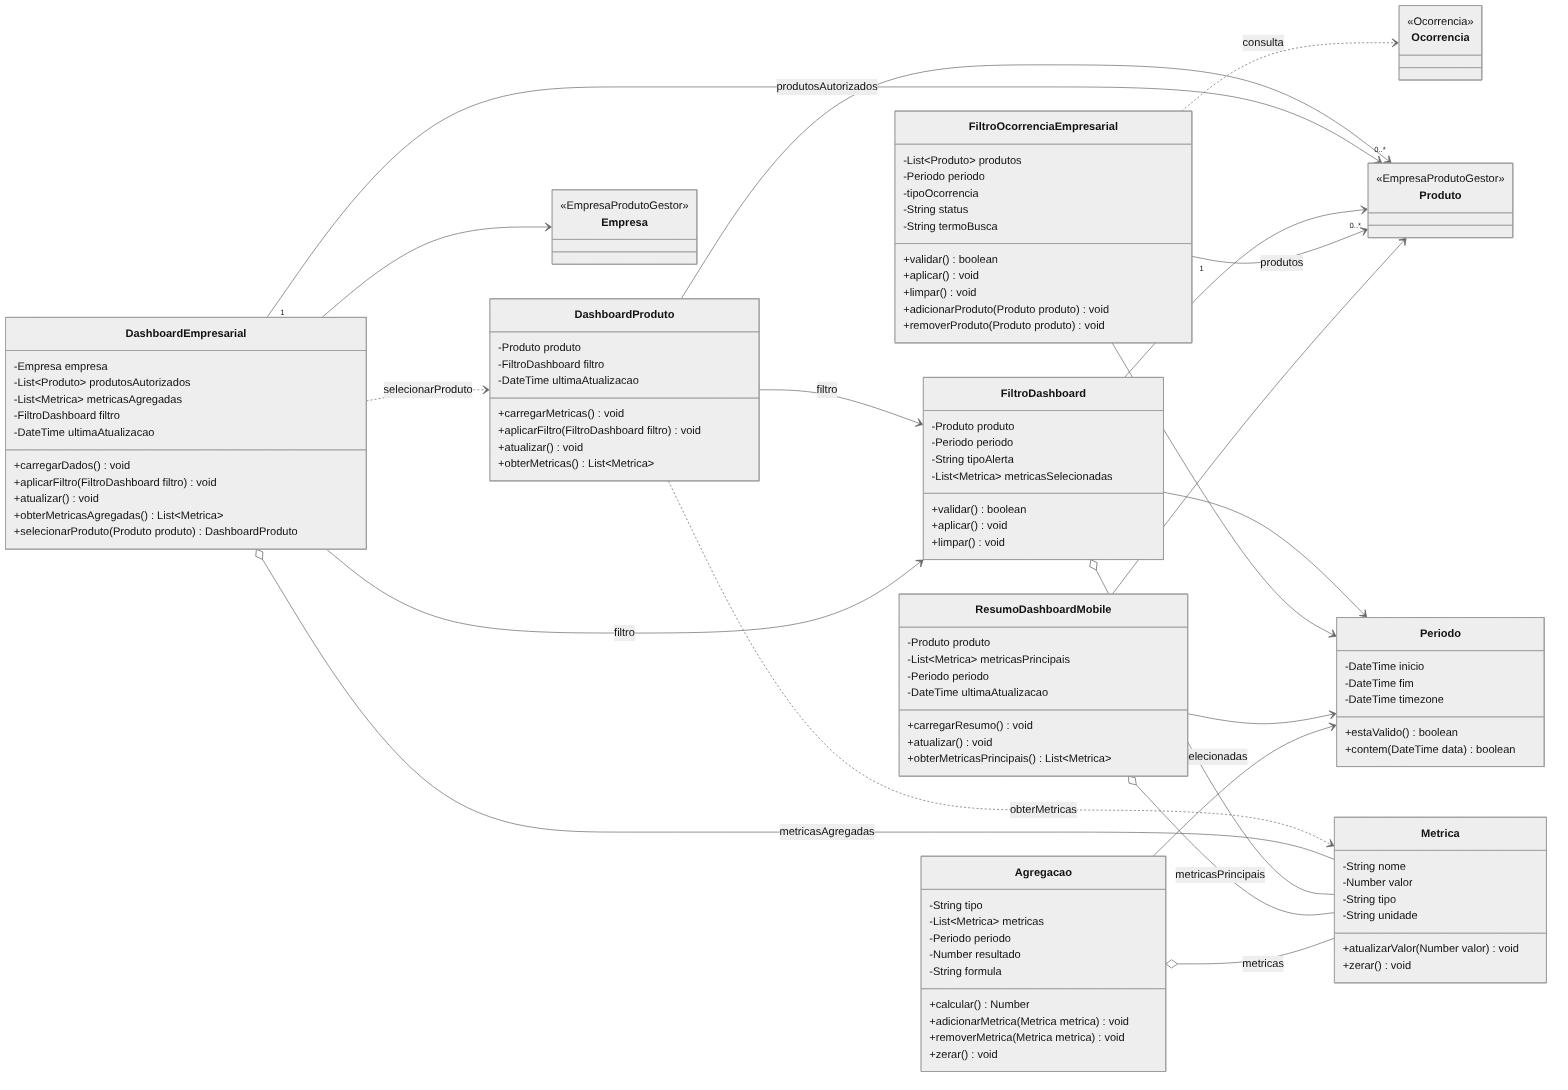 «Ocorrencia»
Ocorrencia
consulta
produtosAutorizados
FiltroOcorrenciaEmpresarial
-List<Produto> produtos
-Periodo periodo
-tipoOcorrencia
-String status
-String termoBusca
+validar() : boolean
+aplicar() : void
+limpar() : void
+adicionarProduto(Produto produto) : void
+removerProduto(Produto produto) : void
0..*
«EmpresaProdutoGestor»
Produto
0..*
1
produtos
«EmpresaProdutoGestor»
Empresa
1
DashboardEmpresarial
-Empresa empresa
-List<Produto> produtosAutorizados
-List<Metrica> metricasAgregadas
-FiltroDashboard filtro
-DateTime ultimaAtualizacao
+carregarDados() : void
+aplicarFiltro(FiltroDashboard filtro) : void
+atualizar() : void
+obterMetricasAgregadas() : List<Metrica>
+selecionarProduto(Produto produto) : DashboardProduto
selecionarProduto
DashboardProduto
-Produto produto
-FiltroDashboard filtro
-DateTime ultimaAtualizacao
+carregarMetricas() : void
+aplicarFiltro(FiltroDashboard filtro) : void
+atualizar() : void
+obterMetricas() : List<Metrica>
filtro
FiltroDashboard
-Produto produto
-Periodo periodo
-String tipoAlerta
-List<Metrica> metricasSelecionadas
+validar() : boolean
+aplicar() : void
+limpar() : void
filtro
ResumoDashboardMobile
-Produto produto
-List<Metrica> metricasPrincipais
-Periodo periodo
-DateTime ultimaAtualizacao
+carregarResumo() : void
+atualizar() : void
+obterMetricasPrincipais() : List<Metrica>
Periodo
-DateTime inicio
-DateTime fim
-DateTime timezone
+estaValido() : boolean
+contem(DateTime data) : boolean
elecionadas
obterMetricas
metricasAgregadas
metricasPrincipais
Metrica
-String nome
-Number valor
-String tipo
-String unidade
+atualizarValor(Number valor) : void
+zerar() : void
Agregacao
-String tipo
-List<Metrica> metricas
-Periodo periodo
-Number resultado
-String formula
+calcular() : Number
+adicionarMetrica(Metrica metrica) : void
+removerMetrica(Metrica metrica) : void
+zerar() : void
metricas